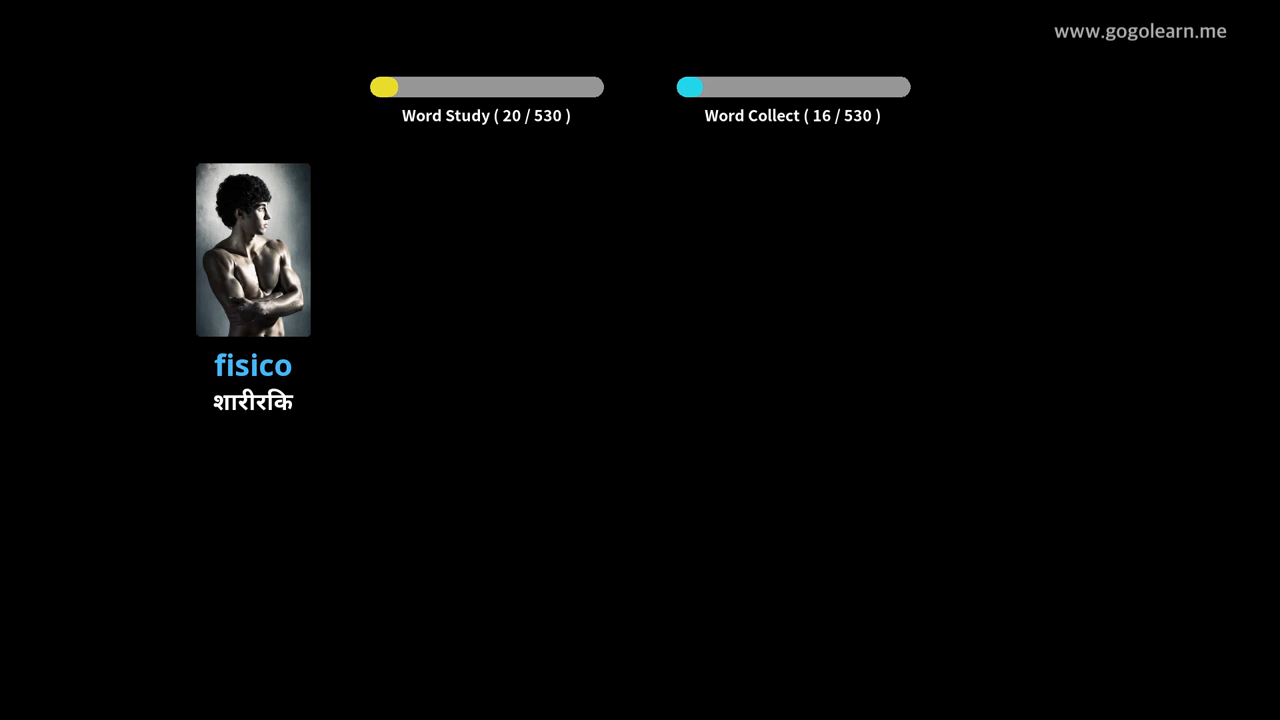 www.gogolearn.me
Word Study ( 20 / 530 )
Word Collect ( 16 / 530 )
fisico
शारीरकि